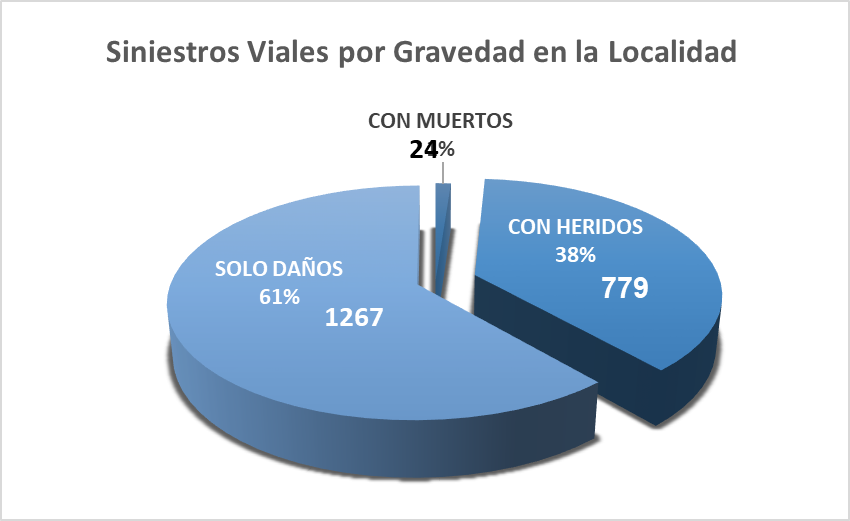 Siniestros Viales por Gravedad en la Localidad
CON MUERTOS
24%
CON HERIDOS
38%
779
SOLO DAÑOS
61%
1267